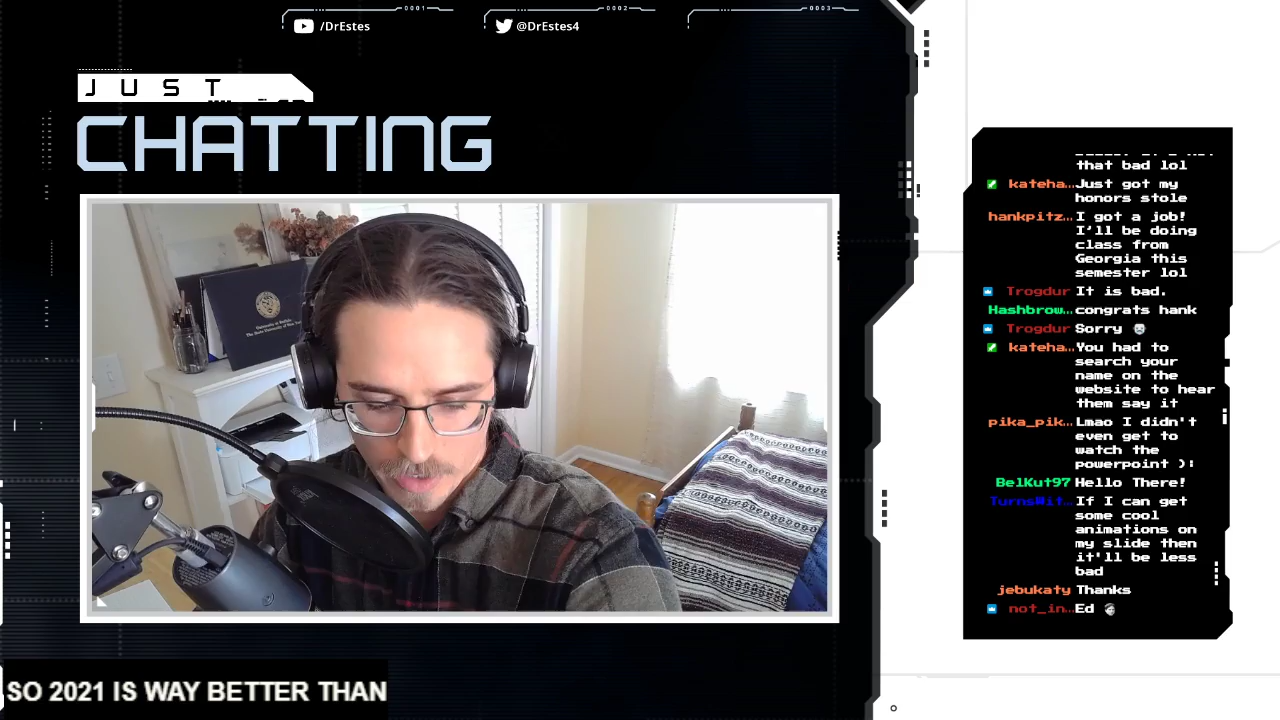 0001
0002
0003
/DrEstes
@DrEstes4
JUST
CHATTING
that bad lol
kateha…Just got my
honors stole
hankpitz…I got a job!
I'll be doing
class from
Georgia this
semester lol
Trogdur It is bad.
Hashbrow…congrats hank
Trogdur Sorry
kateha…You had to
search your
name on the
website to hear
them say it
pika_pik…Lmao I didn't
even get to
watch the
powerpoint ):
BelKut97 Hello There!
TurnsWit…If I can get
some cool
animations on
my slide then
it'll be less
bad
jebukaty Thanks
not_in…Ed
SO 2021 IS WAY BETTER THAN